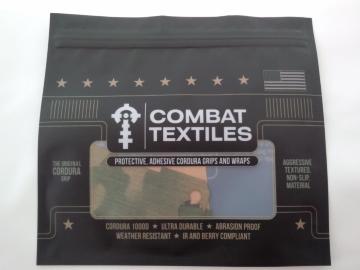 COMBAT
TEXTILES
PROTECTIVE, ADHESIVE CORDURA GRIPS AND WRAPS
THE ORIGINAL
CORDURA
GRIP
AGGRESSIVE
TEXTURED,
NON-SLIP
MATERIAL
CORDURA 1000D ★ ULTRA DURABLE ★ ABRASION PROOF
WEATHER RESISTANT ★ IR AND BERRY COMPLIANT